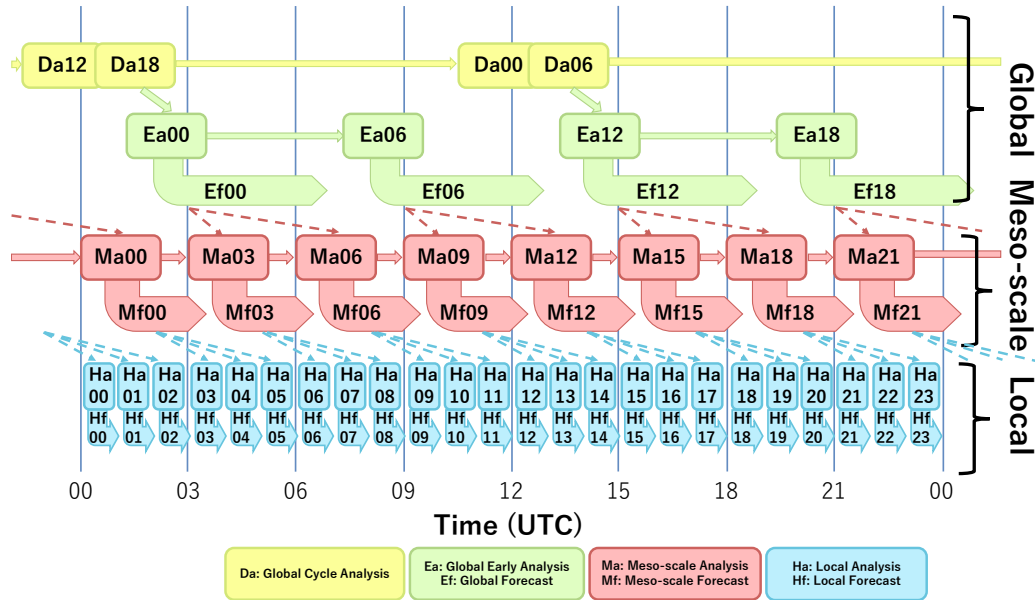 Da12
Da18
Da00
Da06
Ea00
Ea06
Ea12
Ea18
Ef00
Ef06
Ef12
Ef18
Global
Ma00
Ma03
Ma06
Ma09
Ma12
Ma15
Ma18
Ma21
Mf00
Mf03
Mf06
Mf09
Mf12
Mf15
Mf18
Mf21
Meso-scale
Ha
00
Ha
01
Ha
02
Ha
03
Ha
04
Ha
05
Ha
06
Ha
07
Ha
08
Ha
09
Ha
10
Ha
11
Ha
12
Ha
13
Ha
14
Ha
15
Ha
16
Ha
17
Ha
18
Ha
19
Ha
20
Ha
21
Ha
22
Ha
23
Hf
00
Hf
01
Hf
02
Hf
03
Hf
04
Hf
05
Hf
06
Hf
07
Hf
08
Hf
09
Hf
10
Hf
11
Hf
12
Hf
13
Hf
14
Hf
15
Hf
16
Hf
17
Hf
18
Hf
19
Hf
20
Hf
21
Hf
22
Hf
23
Local
00
03
06
09
12
15
18
21
00
Time (UTC)
Da: Global Cycle Analysis
Ea: Global Early Analysis
Ef: Global Forecast
Ma: Meso-scale Analysis
Mf: Meso-scale Forecast
Ha: Local Analysis
Hf: Local Forecast